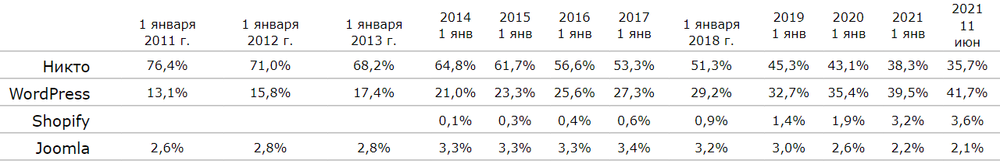 1 января 2011 г. 1 января 2012 г. 1 января 2013 г. 2014 1 янв 2015 1 янв 2016 1 янв 2017 1 янв 1 января 2018 г. 2019 1 янв 2020 1 янв 2021 1 янв 2021 11 июн
Никто 76,4% 71,0% 68,2% 64,8% 61,7% 56,6% 53,3% 51,3% 45,3% 43,1% 38,3% 35,7%
WordPress 13,1% 15,8% 17,4% 21,0% 23,3% 25,6% 27,3% 29,2% 32,7% 35,4% 39,5% 41,7%
Shopify 0,1% 0,3% 0,4% 0,6% 0,9% 1,4% 1,9% 3,2% 3,6%
Joomla 2,6% 2,8% 2,8% 3,3% 3,3% 3,3% 3,4% 3,2% 3,0% 2,6% 2,2% 2,1%